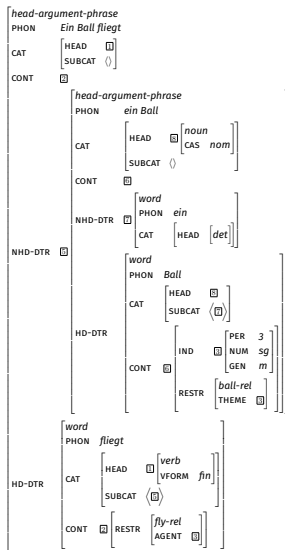 head-argument-phrase
PHON Ein Ball fliegt
CAT HEAD 1
SUBCAT ⟨⟩
CONT 2
NHD-DTR 5
head-argument-phrase
PHON ein Ball
CAT HEAD 8 noun
CAS nom
SUBCAT ⟨⟩
CONT 6
NHD-DTR 7 word
PHON ein
CAT [HEAD [det]]
HD-DTR
word
PHON Ball
CAT HEAD 8
SUBCAT ⟨7⟩
CONT 6
IND 3 PER 3
NUM sg
GEN m
RESTR ball-rel
THEME 3
HD-DTR
word
PHON fliegt
CAT HEAD 1 verb
VFORM fin
SUBCAT ⟨5⟩
CONT 2 RESTR fly-rel
AGENT 3